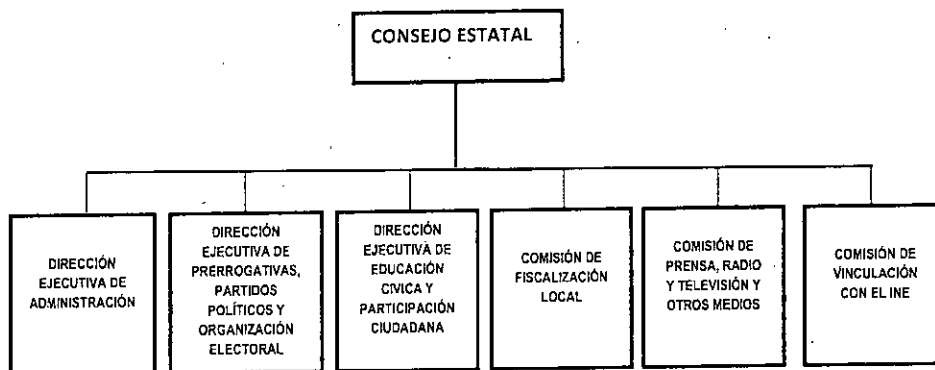 CONSEJO ESTATAL
DIRECCIÓN
EJECUTIVA DE
ADMINISTRACIÓN
DIRECCIÓN
EJECUTIVA DE
PRERROGATIVAS,
PARTIDOS
POLÍTICOS Y
ORGANIZACIÓN
ELECTORAL
DIRECCIÓN
EJECUTIVA DE
EDUCACIÓN
CIVICA Y
PARTICIPACIÓN
CIUDADANA
COMISIÓN DE
FISCALIZACIÓN
LOCAL
COMISIÓN DE
PRENSA, RADIO
Y TELEVISIÓN Y
OTROS MEDIOS
COMISIÓN DE
VINCULACIÓN
CON EL INE